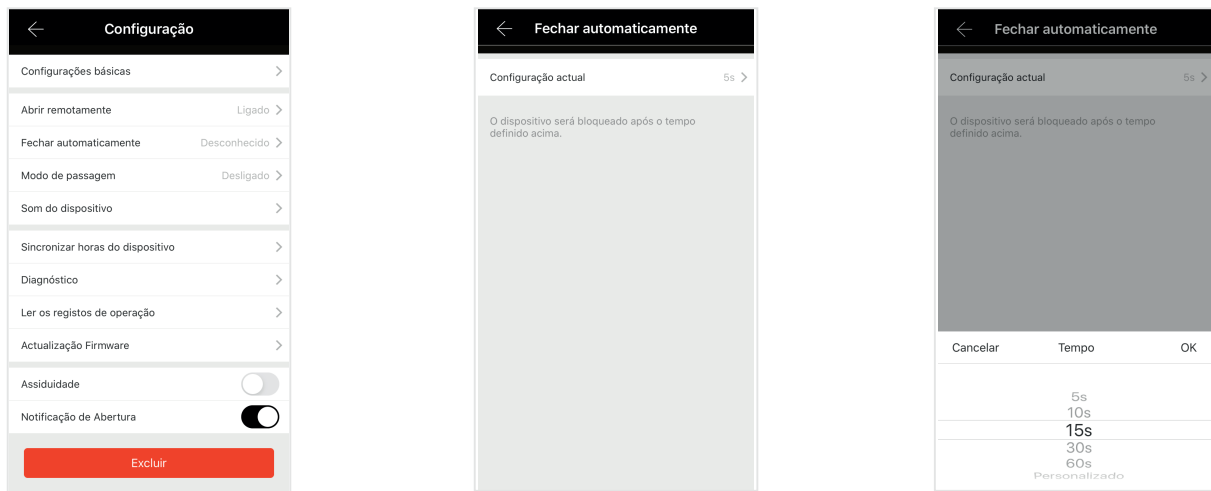 Configuração
Configurações básicas
Abrir remotamente Ligado
Fechar automaticamente Desconhecido
Modo de passagem Desligado
Som do dispositivo
Sincronizar horas do dispositivo
Diagnóstico
Ler os registos de operação
Actualização Firmware
Assiduidade
Notificação de Abertura
Excluir
Fechar automaticamente
Configuração actual 5s
O dispositivo será bloqueado após o tempo
definido acima.
Fechar automaticamente
Configuração actual 5s
O dispositivo será bloqueado após o tempo
definido acima.
Cancelar Tempo OK
5s
10s
15s
30s
60s
Personalizado